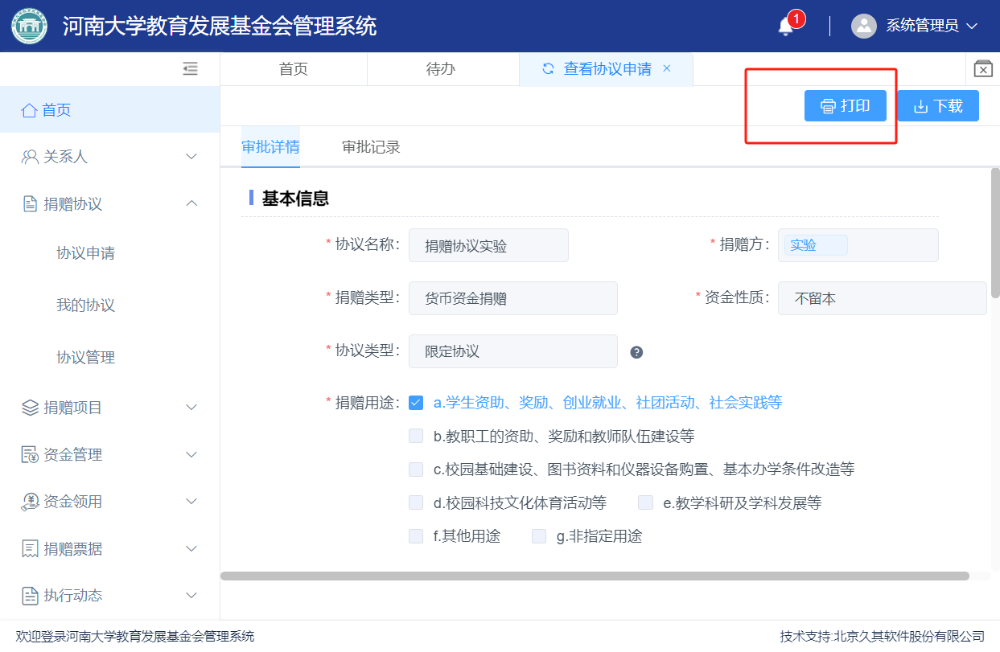 河南大学教育发展基金会管理系统
1
系统管理员
首页
待办
查看协议申请
打印
下载
首页
关系人
捐赠协议
协议申请
我的协议
协议管理
捐赠项目
资金管理
资金领用
捐赠票据
执行动态
审批详情
审批记录
基本信息
* 协议名称: 捐赠协议实验
* 捐赠方: 实验
* 捐赠类型: 货币资金捐赠
* 资金性质: 不留本
* 协议类型: 限定协议 ?
* 捐赠用途: a.学生资助、奖励、创业就业、社团活动、社会实践等
b.教职工的资助、奖励和教师队伍建设等
c.校园基础建设、图书资料和仪器设备购置、基本办学条件改造等
d.校园科技文化体育活动等 e.教学科研及学科发展等
f.其他用途 g.非指定用途
欢迎登录河南大学教育发展基金会管理系统
技术支持:北京久其软件股份有限公司